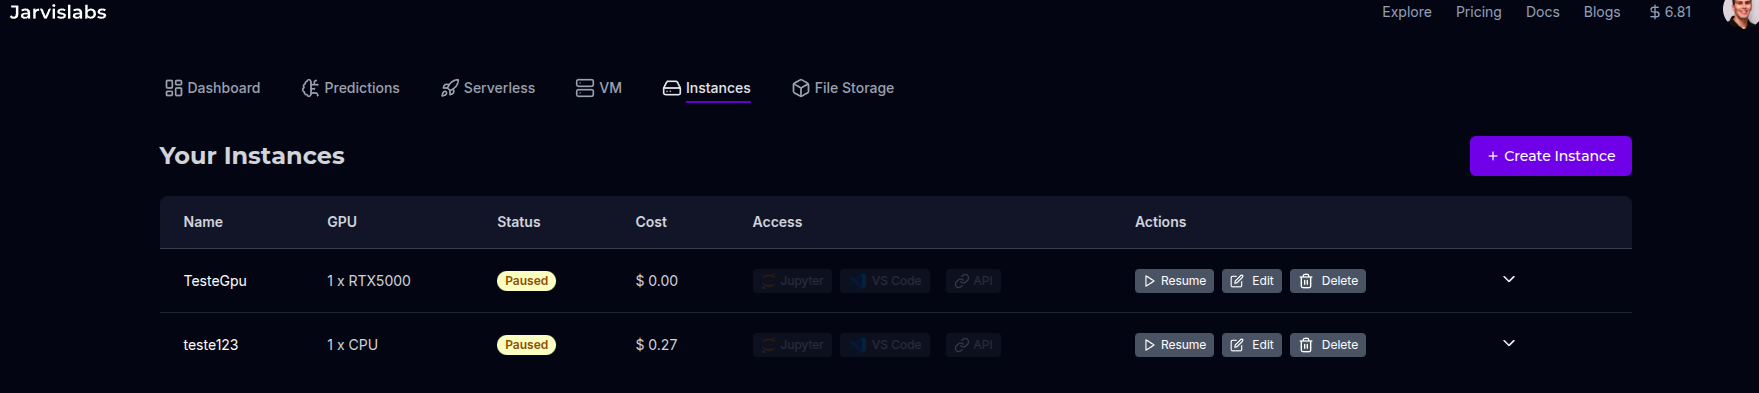 Jarvislabs Explore Pricing Docs Blogs $ 6.81
Dashboard Predictions Serverless VM Instances File Storage
Your Instances + Create Instance
Name GPU Status Cost Access Actions
TesteGpu 1 x RTX5000 Paused $ 0.00 Jupyter VS Code API Resume Edit Delete
teste123 1 x CPU Paused $ 0.27 Jupyter VS Code API Resume Edit Delete